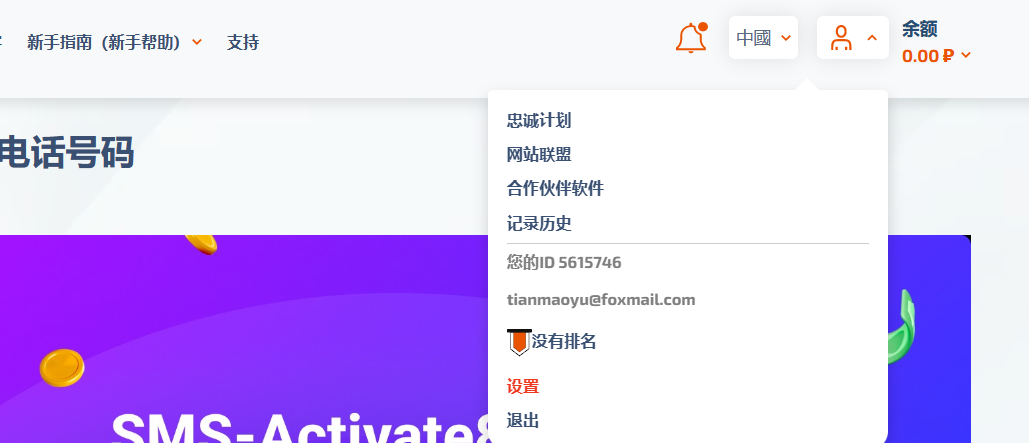 新手指南（新手帮助） 支持 中國 余额
0.00 ₽
电话号码
忠诚计划
网站联盟
合作伙伴软件
记录历史
您的ID 5615746
tianmaoyu@foxmail.com
没有排名
设置
退出
SMS-Activate&